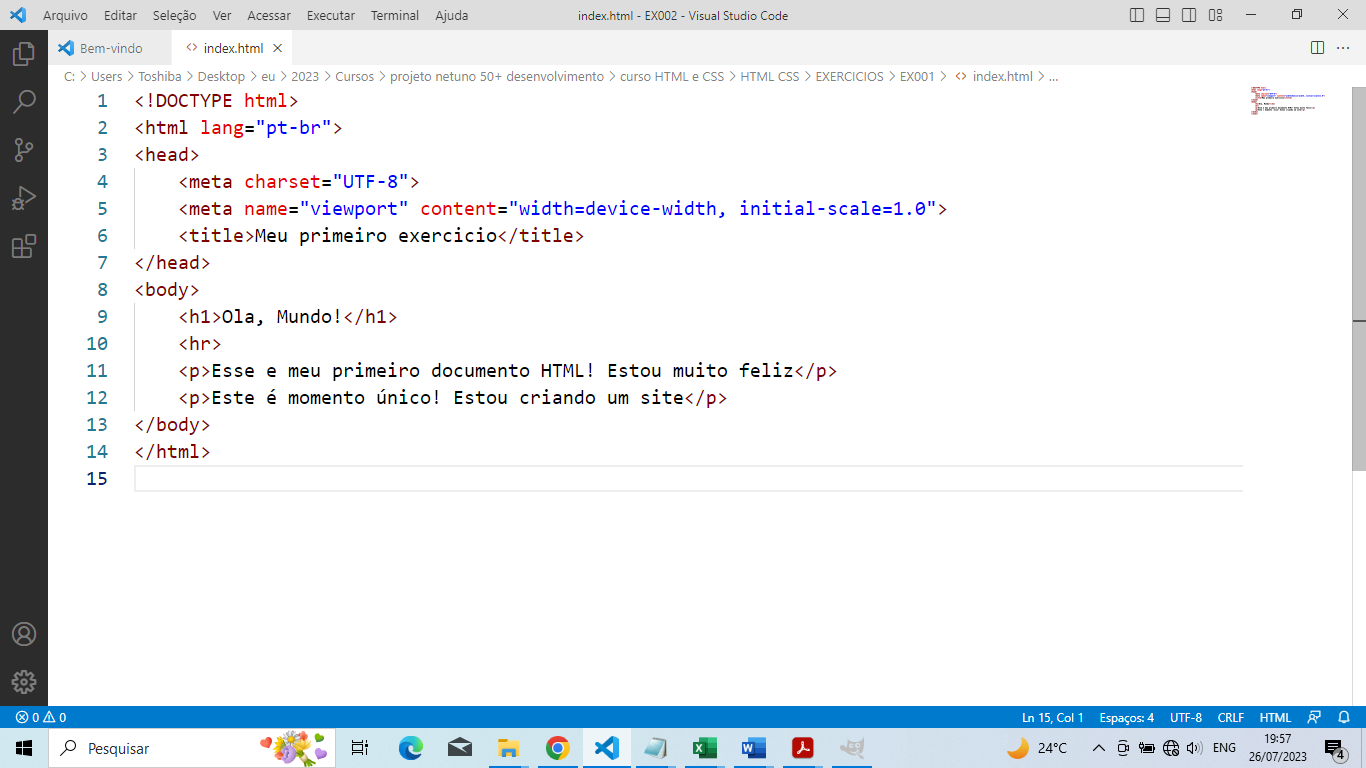 Arquivo Editar Seleção Ver Acessar Executar Terminal Ajuda index.html - EX002 - Visual Studio Code
Bem-vindo <> index.html
C: > Users > Toshiba > Desktop > eu > 2023 > Cursos > projeto netuno 50+ desenvolvimento > curso HTML e CSS > HTML CSS > EXERCICIOS > EX001 > <> index.html > ...
1 <!DOCTYPE html>
2 <html lang="pt-br">
3 <head>
4     <meta charset="UTF-8">
5     <meta name="viewport" content="width=device-width, initial-scale=1.0">
6     <title>Meu primeiro exercicio</title>
7 </head>
8 <body>
9     <h1>Ola, Mundo!</h1>
10     <hr>
11     <p>Esse e meu primeiro documento HTML! Estou muito feliz</p>
12     <p>Este é momento único! Estou criando um site</p>
13 </body>
14 </html>
15
0 0 Ln 15, Col 1 Espaços: 4 UTF-8 CRLF HTML
Pesquisar 24°C ENG 19:57
26/07/2023 4